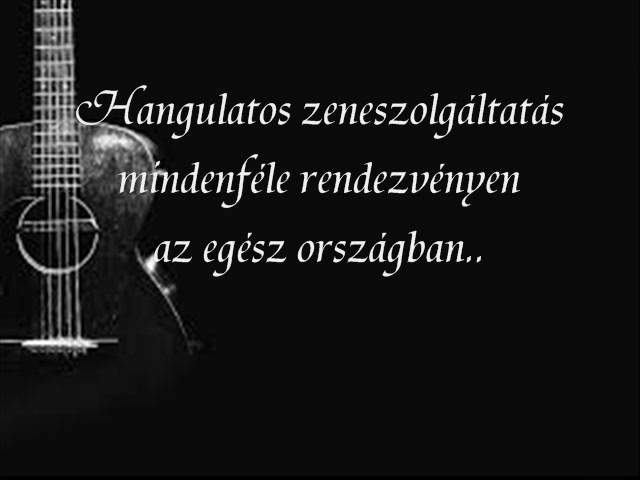 Hangulatos zeneszolgáltatás
mindenféle rendezvényen
az egész országban..